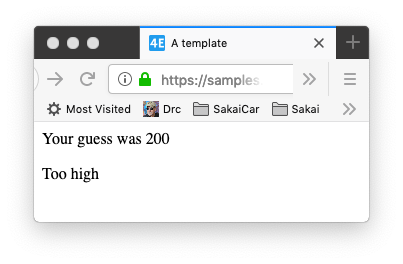 4E A template
https://samples
Most Visited Drc SakaiCar Sakai
Your guess was 200
Too high